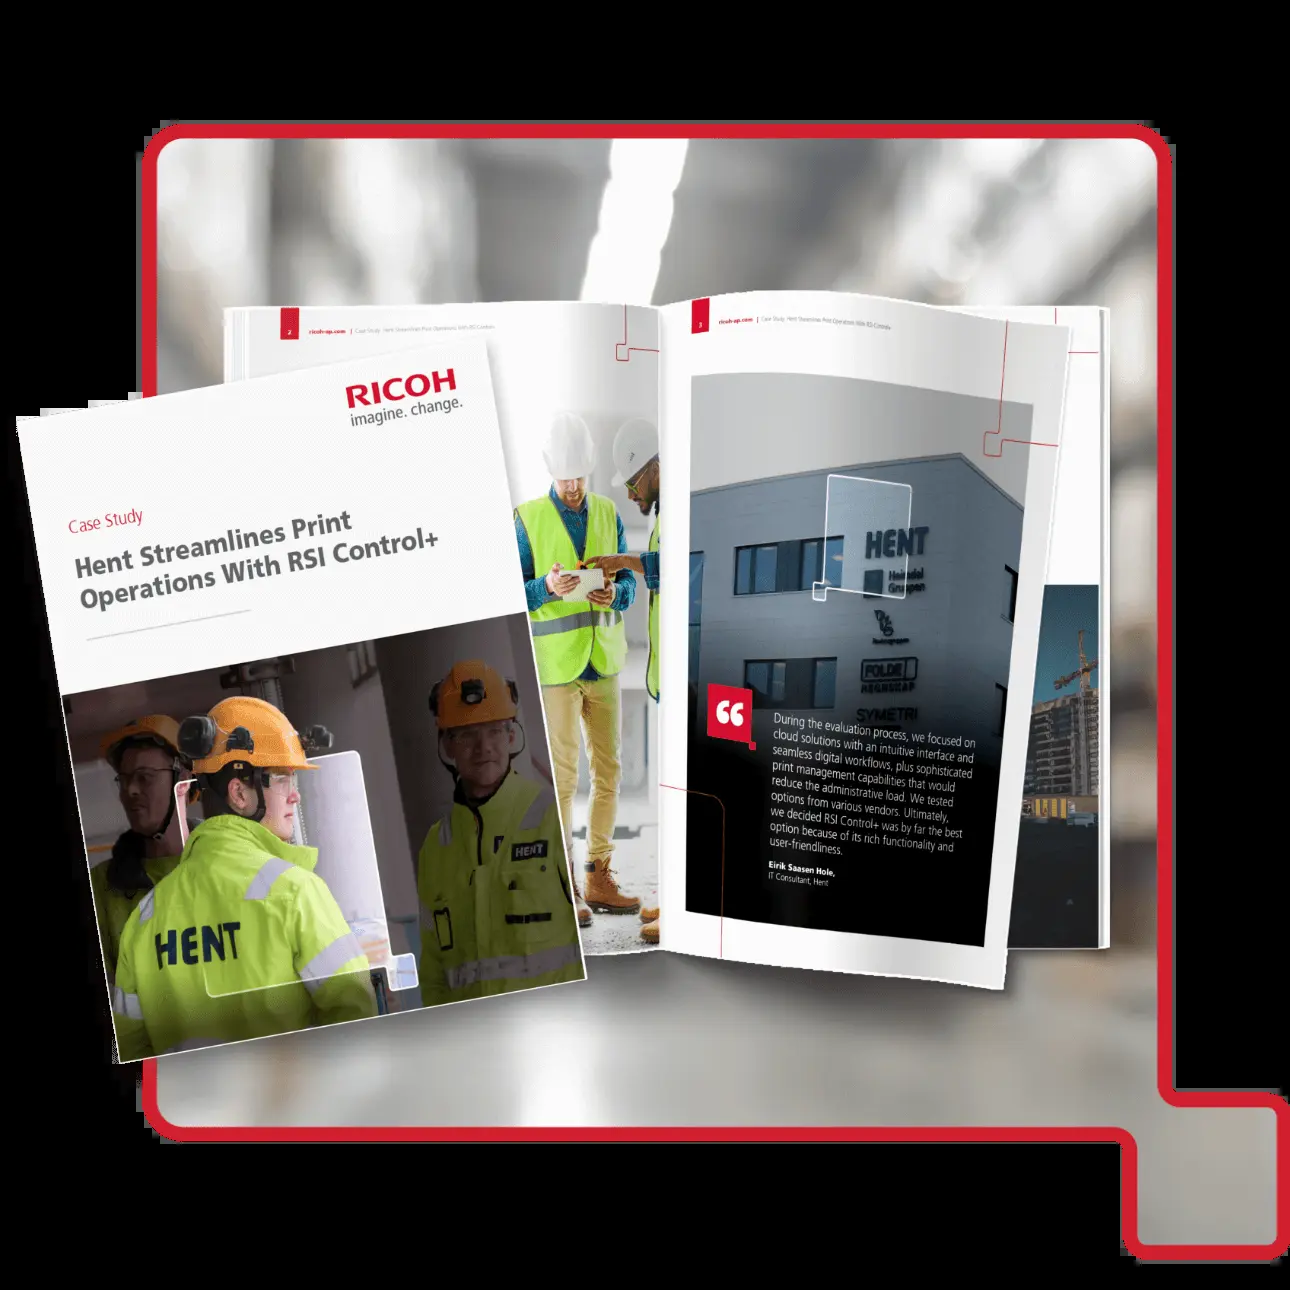 RICOH
imagine. change.
Case Study
Hent Streamlines Print
Operations With RSI Control+
HENT
HENT
2
ricoh-ap.com | Case Study: Hent Streamlines Print Operations With RSI Control+
3
ricoh-ap.com | Case Study: Hent Streamlines Print Operations With RSI Control+
HENT
Heimdal
Gruppen
FOLDE
SYMETRI
During the evaluation process, we focused on
cloud solutions with an intuitive interface and
seamless digital workflows, plus sophisticated
print management capabilities that would
reduce the administrative load. We tested
options from various vendors. Ultimately,
we decided RSI Control+ was by far the best
option because of its rich functionality and
user-friendliness.
Eirik Saasen Hole,
IT Consultant, Hent